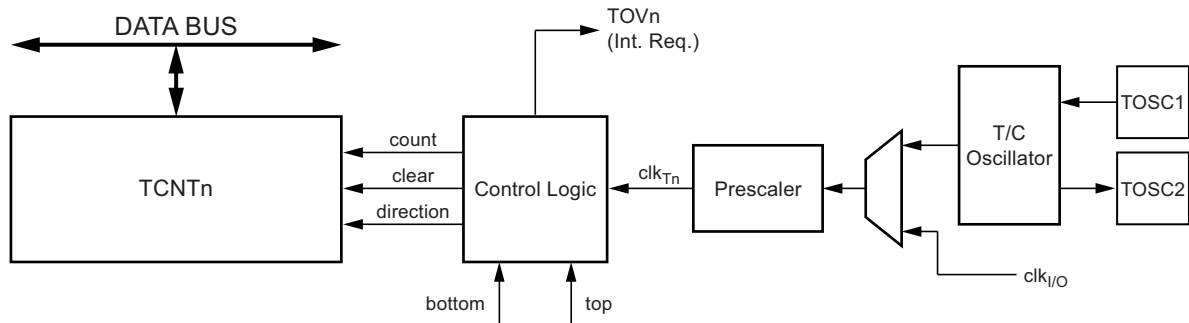 DATA BUS
TOVn
(Int. Req.)
TCNTn
count
clear
direction
Control Logic
clkTn
Prescaler
T/C
Oscillator
TOSC1
TOSC2
clkI/O
bottom
top